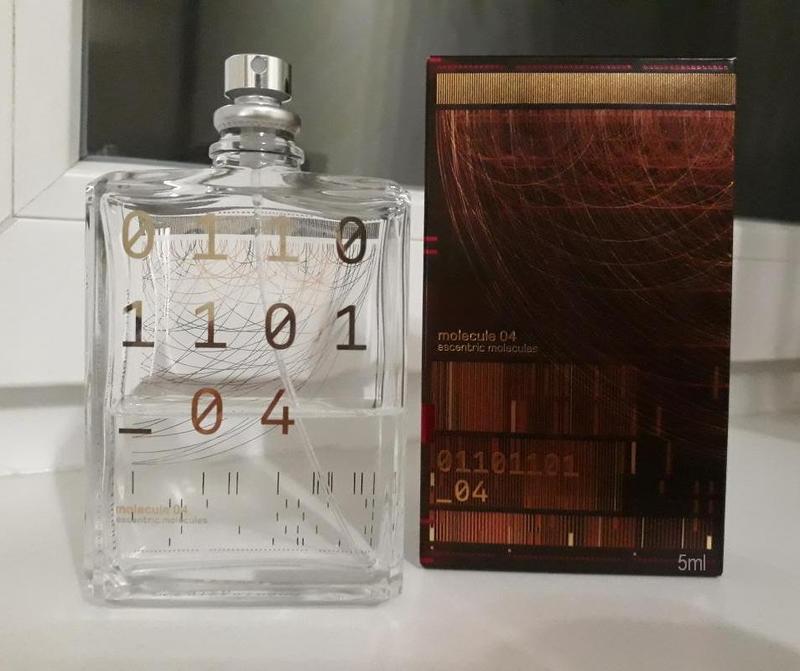 0110
1101
_04
molecule 04
escentric molecules
molecule 04
escentric molecules
01101101
_04
5ml